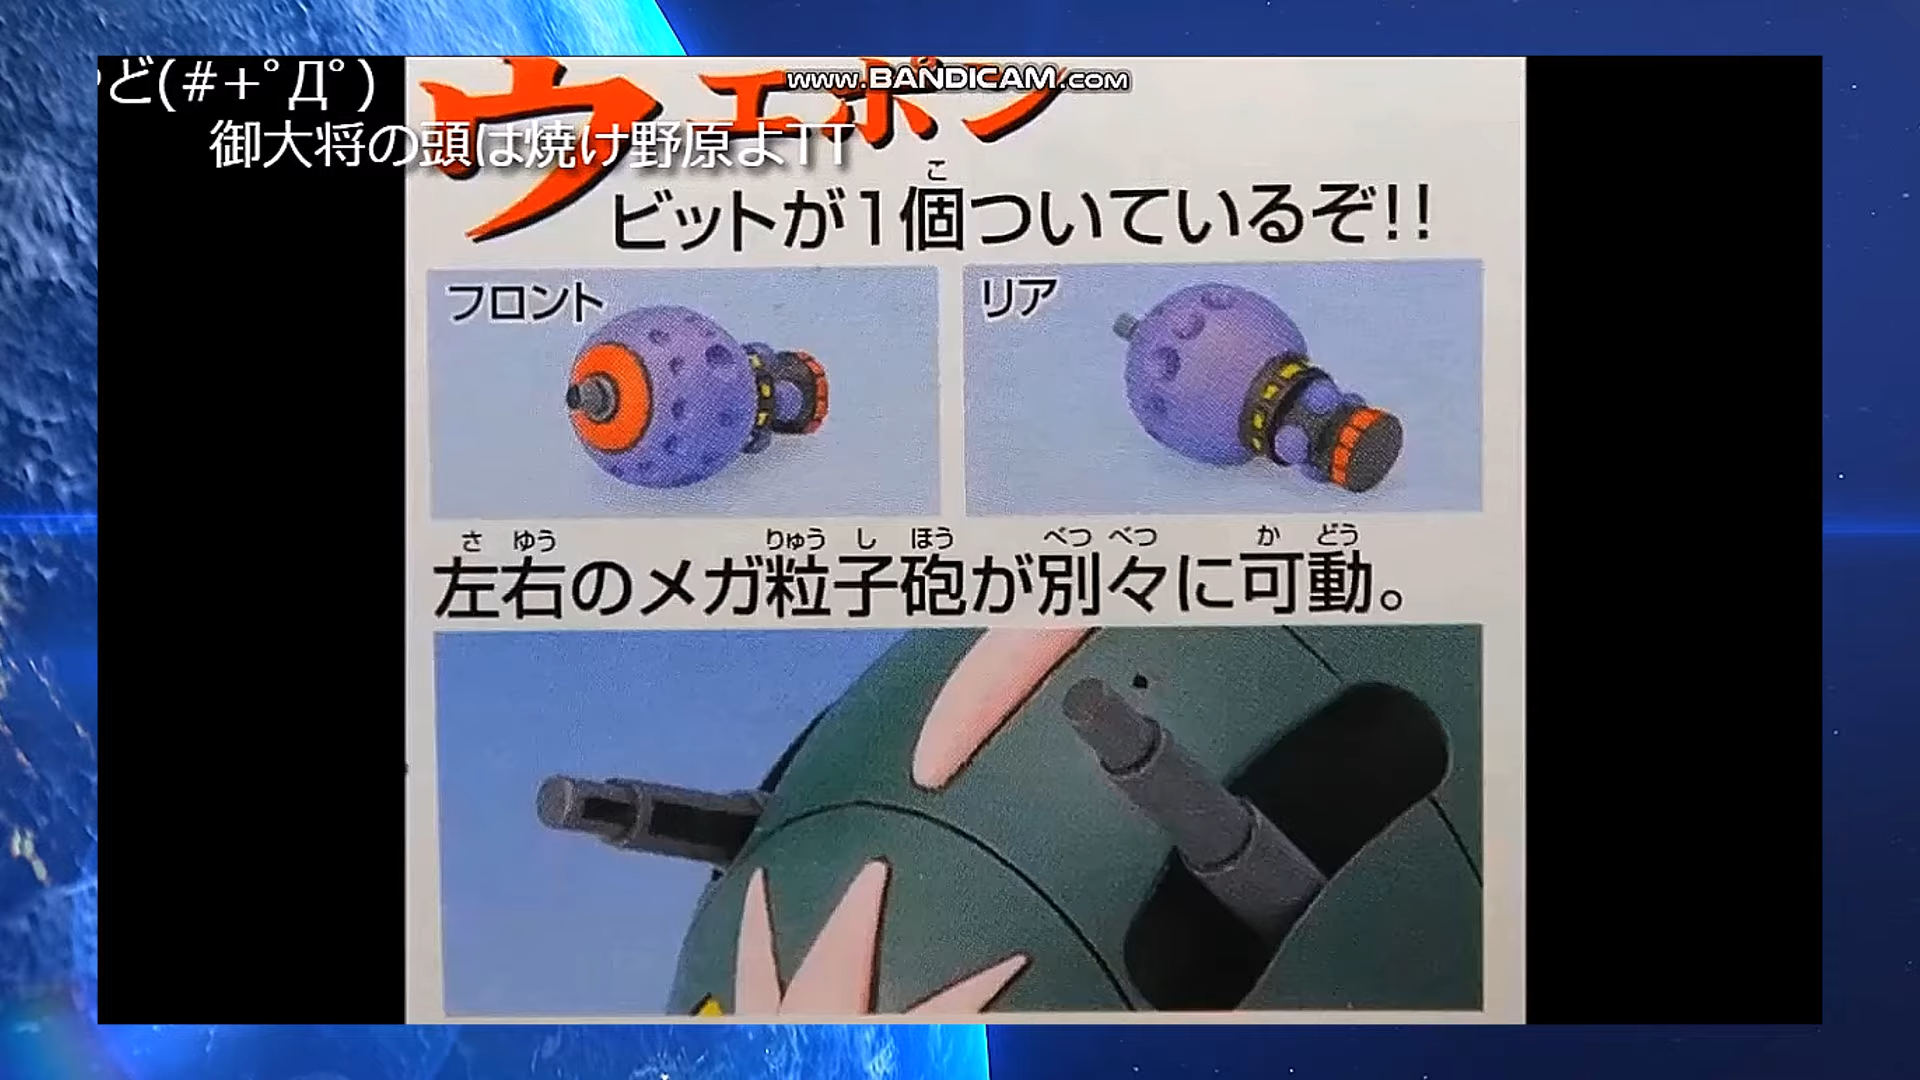 ど(#+ﾟДﾟ)
www.BANDICAM.com
ウエポン
御大将の頭は焼け野原よTT
こ
ビットが1個ついているぞ!!
フロント
リア
さ ゆう りゅう し ほう べつ べつ か どう
左右のメガ粒子砲が別々に可動。